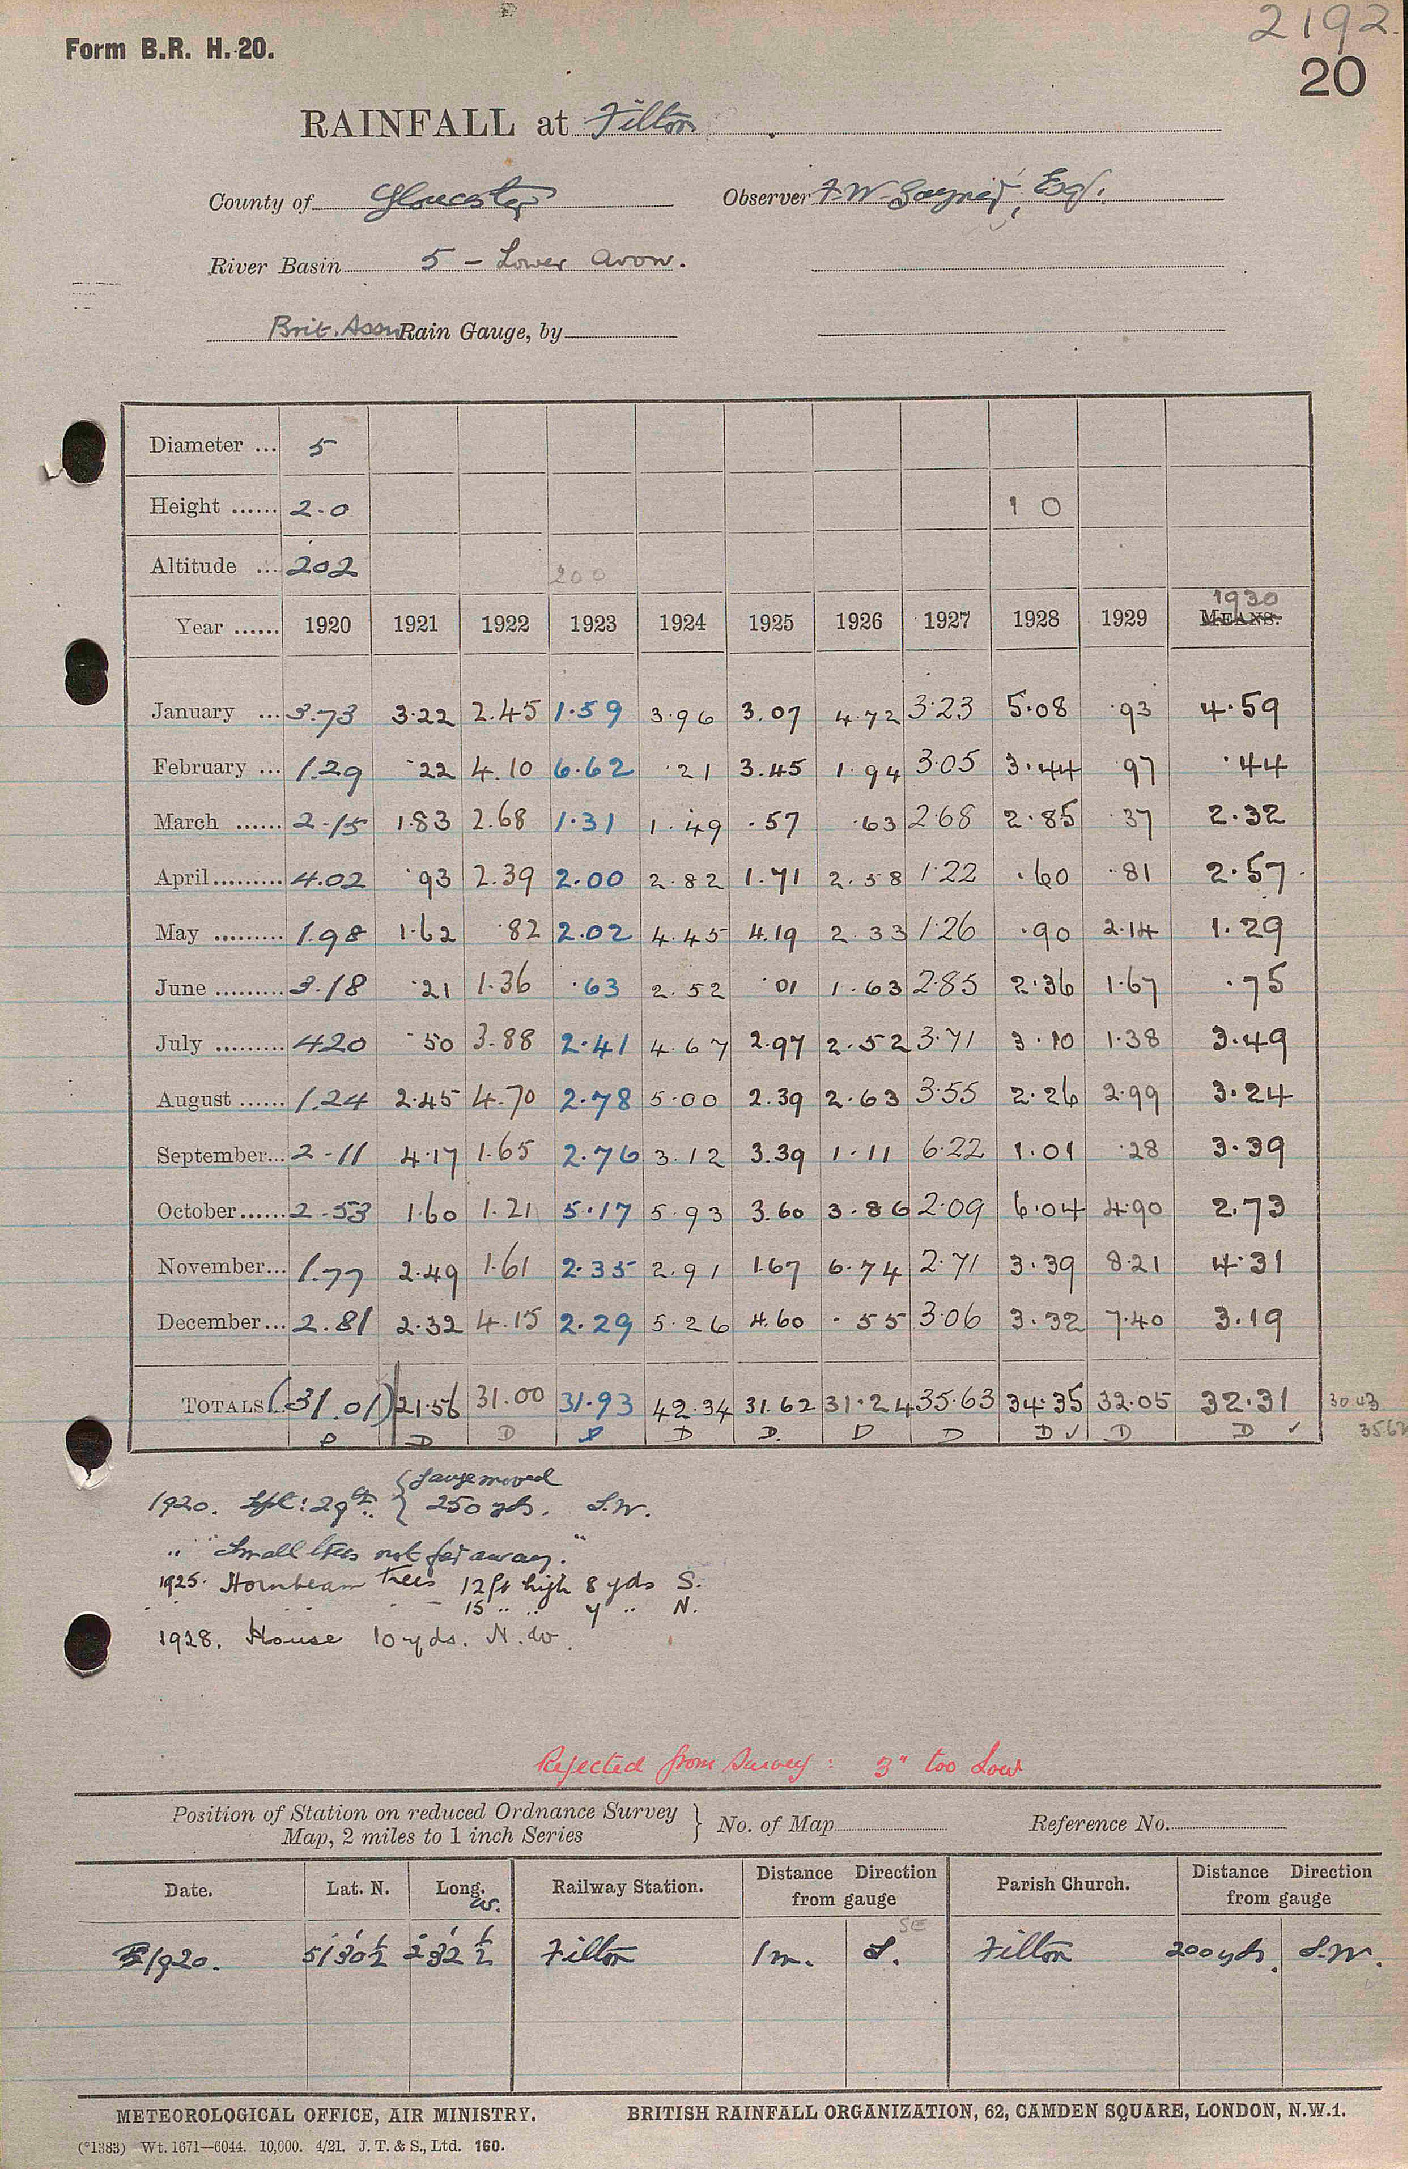 2192.
Form B.R. H. 20.
20
RAINFALL at Filton
County of Gloucester Observer F. W. Esq.
River Basin 5 - Lower Avon.
Brit. Assn Rain Gauge, by
Diameter ... 5
Height ...... 2-0 1 0
Altitude ... 202 200
Year ...... 1920 1921 1922 1923 1924 1925 1926 1927 1928 1929 1930 MEANS.
January ... 3.73 3.22 2.45 1.59 3.96 3.07 4.72 3.23 5.08 .93 4.59
February ... 1.29 .22 4.10 6.62 .21 3.45 1.94 3.05 3.44 .97 .44
March ...... 2.15 1.83 2.68 1.31 1.49 .57 .63 2.68 2.85 .37 2.32
April ......... 4.02 .93 2.39 2.00 2.82 1.71 2.58 1.22 .60 .81 2.57
May ......... 1.98 1.62 .82 2.02 4.45 4.19 2.33 1.26 .90 2.14 1.29
June ......... 3.18 .21 1.36 .63 2.52 .01 1.63 2.85 2.36 1.67 .75
July ......... 4.20 .50 3.88 2.41 4.67 2.97 2.52 3.71 3.10 1.38 3.49
August ...... 1.24 2.45 4.70 2.78 5.00 2.39 2.63 3.55 2.26 2.99 3.24
September... 2.11 4.17 1.65 2.76 3.12 3.39 1.11 6.22 1.01 .28 3.39
October ...... 2.53 1.60 1.21 5.17 5.93 3.60 3.86 2.09 6.04 4.90 2.73
November... 1.77 2.49 1.61 2.35 2.91 1.67 6.74 2.71 3.39 8.21 4.31
December... 2.81 2.32 4.15 2.29 5.26 4.60 .55 3.06 3.32 7.40 3.19
TOTALS (31.01) 21.56 31.00 31.93 42.34 31.62 31.24 35.63 34.35 32.05 32.31 3043
D D D D D D D D D ✓ D D ✓ 3562
1920. Sept: 29th. { Gauge moved
250 yds. S.W.
" "Small trees not far away."
1925. Hornbeam trees 12 ft high 8 yds S.
" " - - 15 " " 4 " N.
1928. House 10 yds. N.W.
Rejected from Survey: 3" too Low
Position of Station on reduced Ordnance Survey
Map, 2 miles to 1 inch Series } No. of Map Reference No.
Date. Lat. N. Long. W. Railway Station. Distance Direction from gauge Parish Church. Distance Direction from gauge
1920. 51° 30' ½ 2° 32' ½ Filton 1 m. S. SE Filton 200 yds. S.W.
METEOROLOGICAL OFFICE, AIR MINISTRY. BRITISH RAINFALL ORGANIZATION, 62, CAMDEN SQUARE, LONDON, N.W.1.
(*1383) Wt. 1671—6044. 10,000. 4/21. J. T. & S., Ltd. 160.